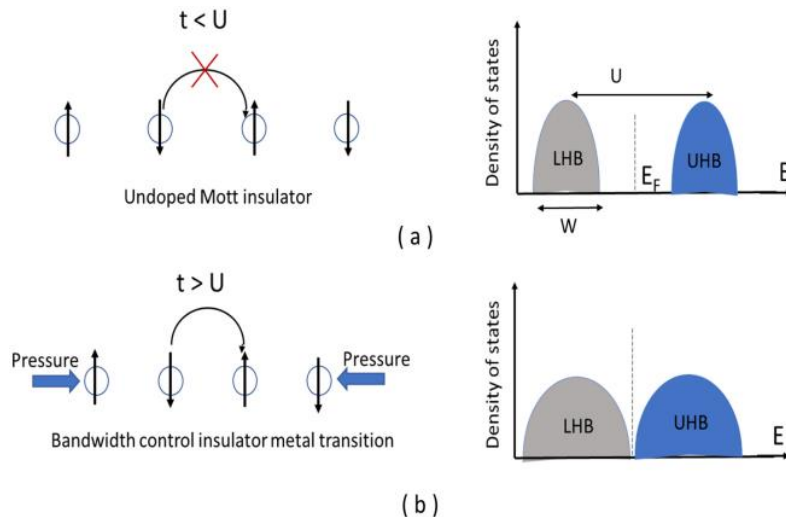 t < U
Undoped Mott insulator
Density of states
U
LHB
UHB
E_F
E
W
( a )
t > U
Pressure
Pressure
Bandwidth control insulator metal transition
Density of states
LHB
UHB
E
( b )